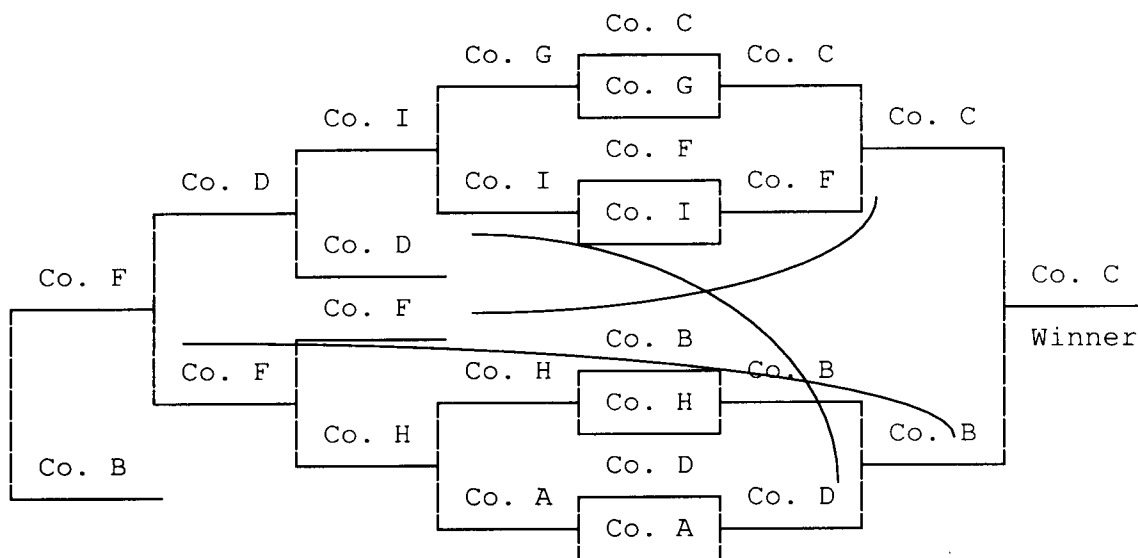 Co. C
Co. G Co. G Co. C
Co. I Co. F Co. C
Co. D Co. I Co. I Co. F
Co. D
Co. F Co. F Co. C
Co. F Co. H Co. B Co. B Winner
Co. H Co. H Co. B
Co. B Co. D
Co. A Co. A Co. D